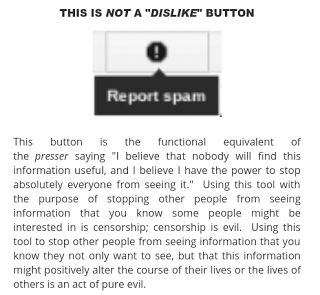 THIS IS NOT A "DISLIKE" BUTTON
!
Report spam
This button is the functional equivalent of
the presser saying "I believe that nobody will find this
information useful, and I believe I have the power to stop
absolutely everyone from seeing it." Using this tool with
the purpose of stopping other people from seeing
information that you know some people might be
interested in is censorship; censorship is evil. Using this
tool to stop other people from seeing information that you
know they not only want to see, but that this information
might positively alter the course of their lives or the lives of
others is an act of pure evil.